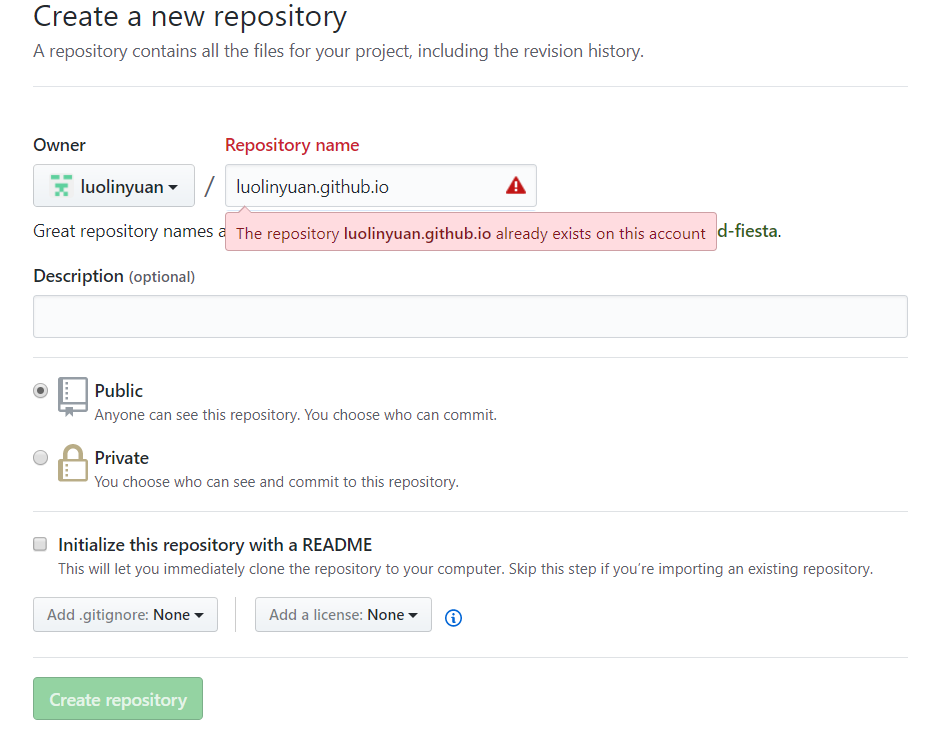 Create a new repository
A repository contains all the files for your project, including the revision history.
Owner
Repository name
luolinyuan
/
luolinyuan.github.io
Great repository names a
The repository luolinyuan.github.io already exists on this account
d-fiesta.
Description (optional)
Public
Anyone can see this repository. You choose who can commit.
Private
You choose who can see and commit to this repository.
Initialize this repository with a README
This will let you immediately clone the repository to your computer. Skip this step if you’re importing an existing repository.
Add .gitignore: None
Add a license: None
Create repository